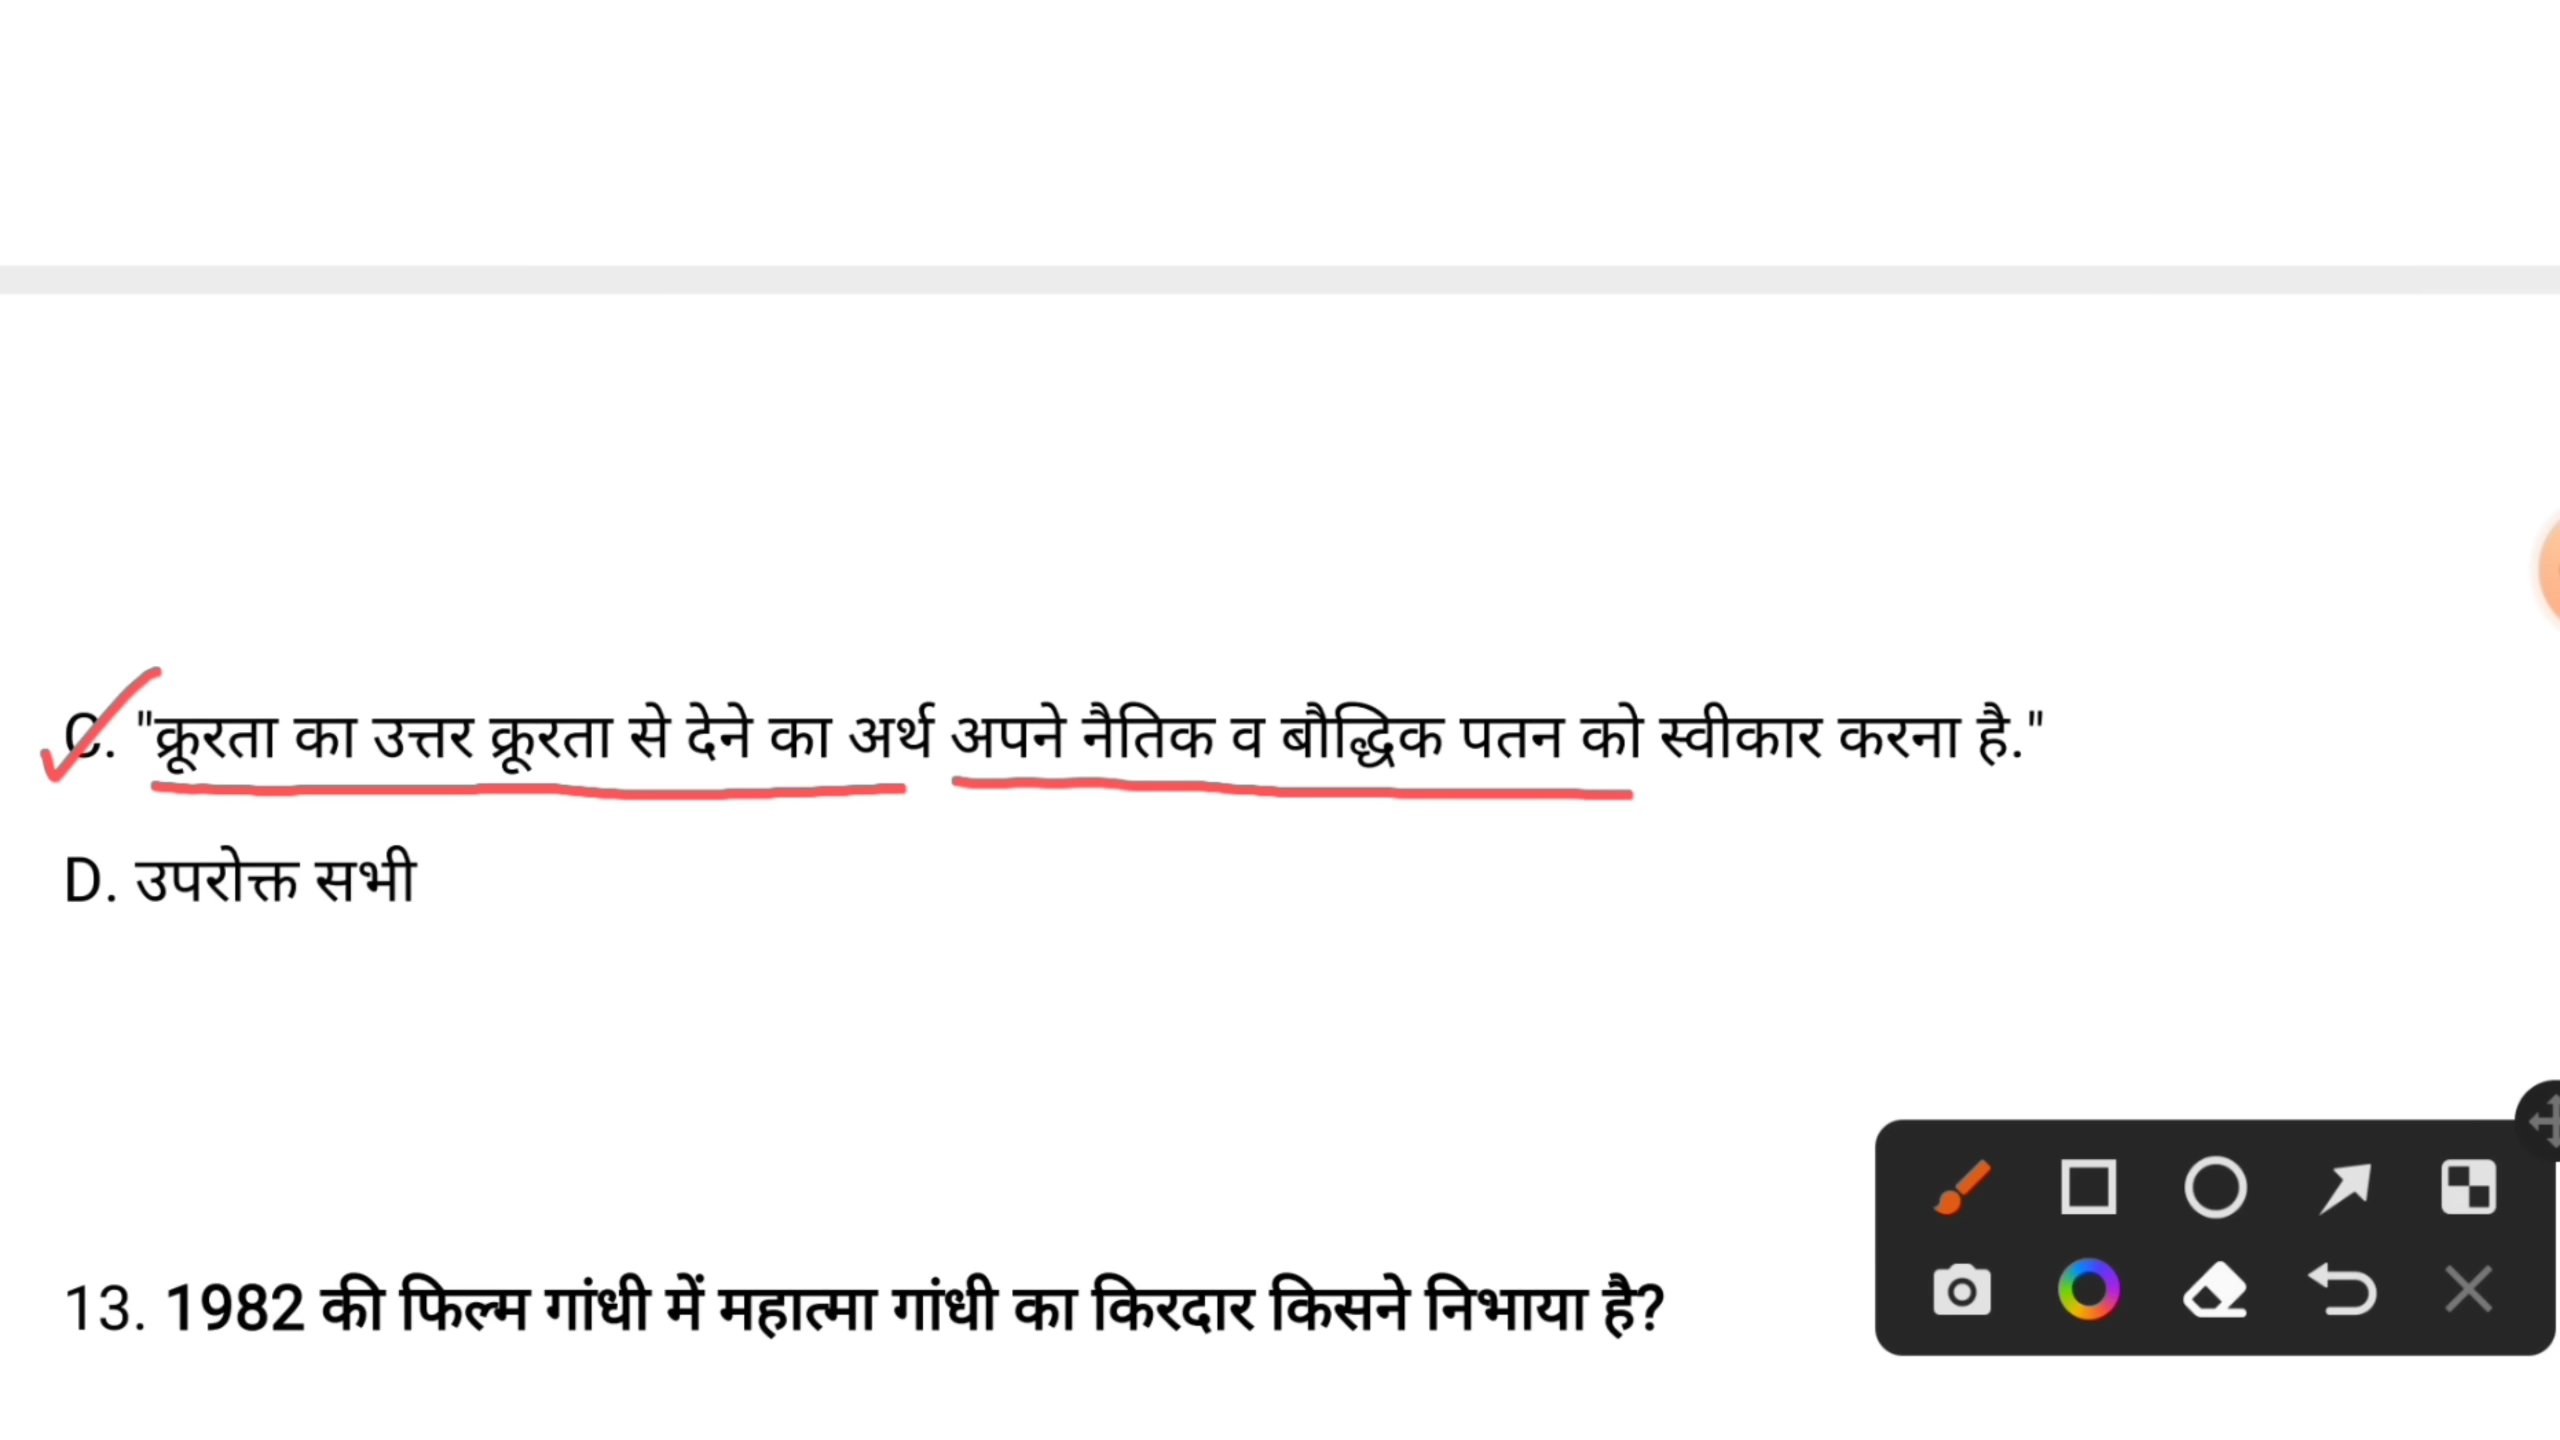 C. "क्रूरता का उत्तर क्रूरता से देने का अर्थ अपने नैतिक व बौद्धिक पतन को स्वीकार करना है."
D. उपरोक्त सभी
13. 1982 की फिल्म गांधी में महात्मा गांधी का किरदार किसने निभाया है?